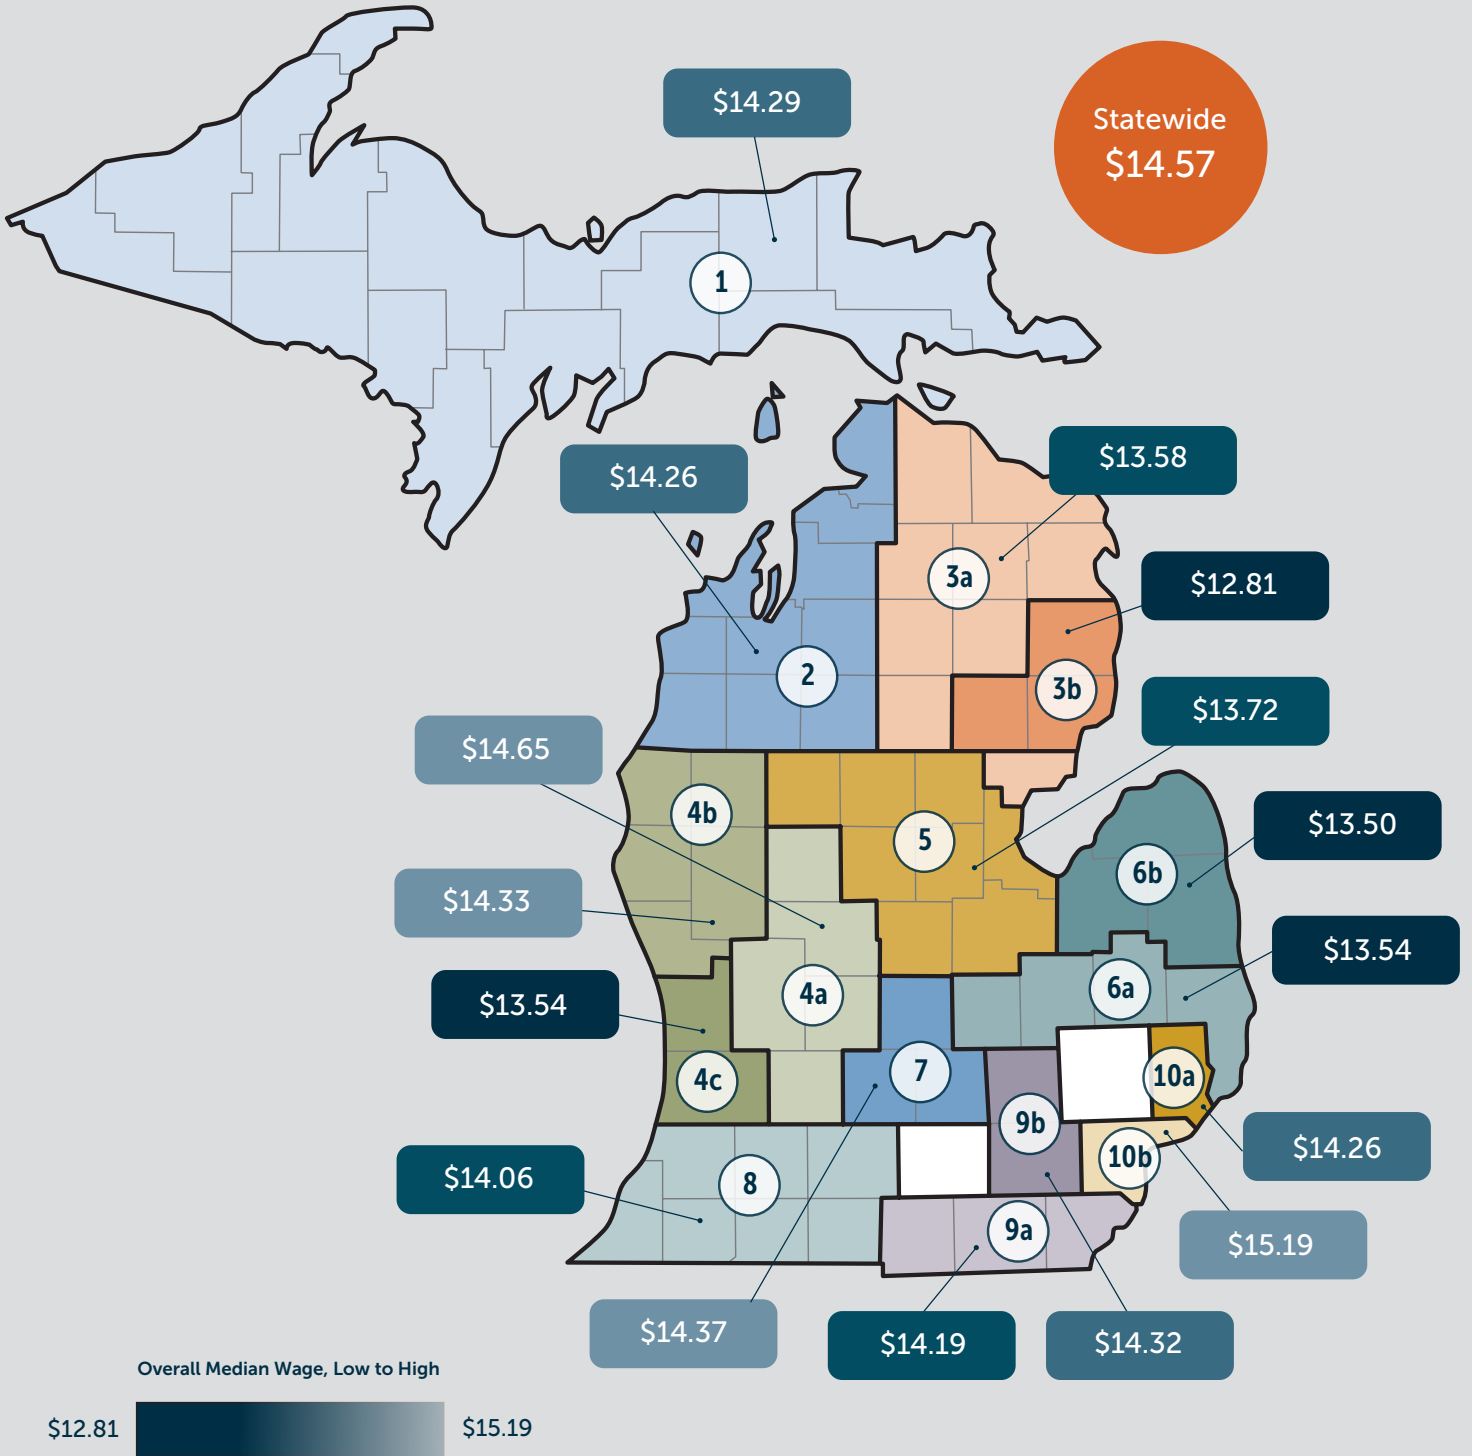 $14.29
Statewide
$14.57
1
$14.26
$13.58
3a
$12.81
2
3b
$13.72
$14.65
4b
5
$13.50
6b
$14.33
$13.54
$13.54
4a
6a
4c
7
10a
9b
10b
$14.26
$14.06
8
9a
$15.19
$14.37
$14.19
$14.32
Overall Median Wage, Low to High
$12.81
$15.19